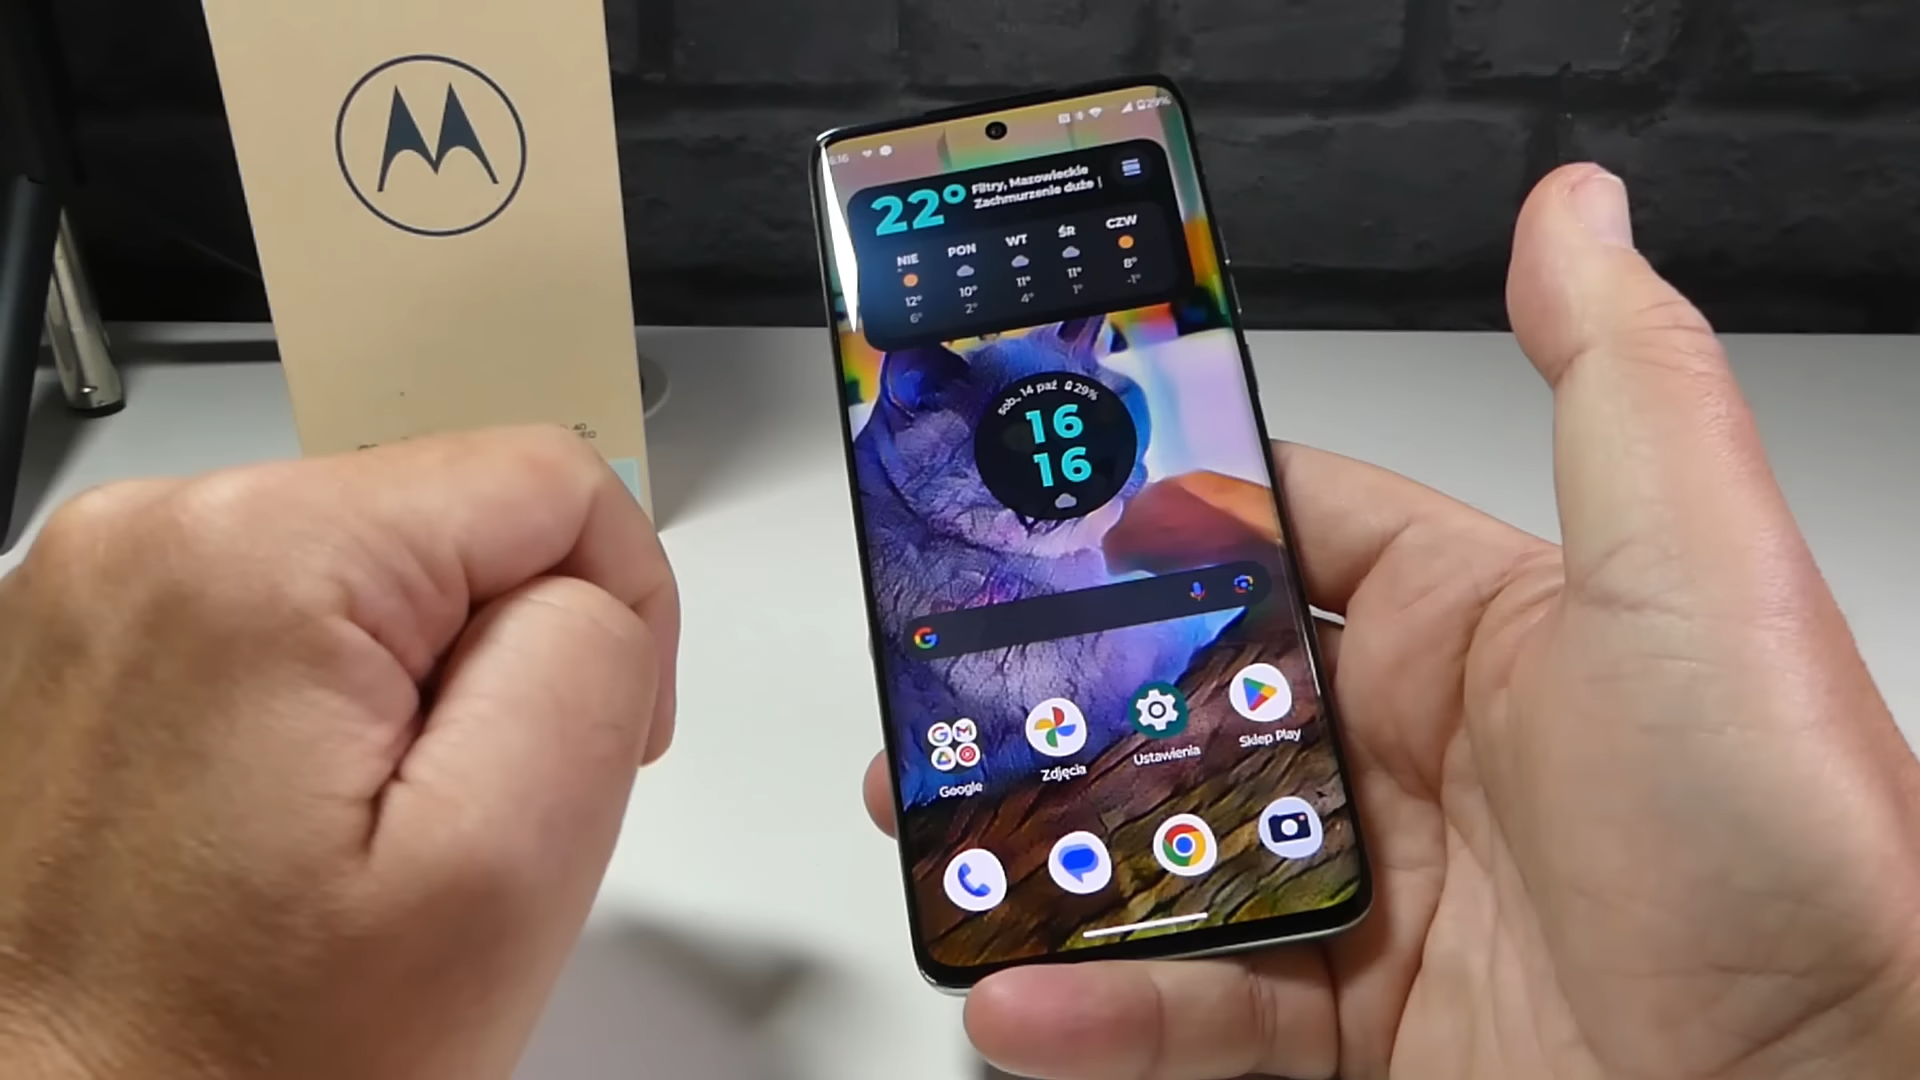 29%
22°
Filtry, Mazowieckie
Zachmurzenie duże |
NIE PON WT ŚR CZW
12° 10° 11° 11° 8°
6° 2° 4° 1° -1°
sob., 14 paź 29%
16
16
Google
Zdjęcia
Ustawienia
Sklep Play